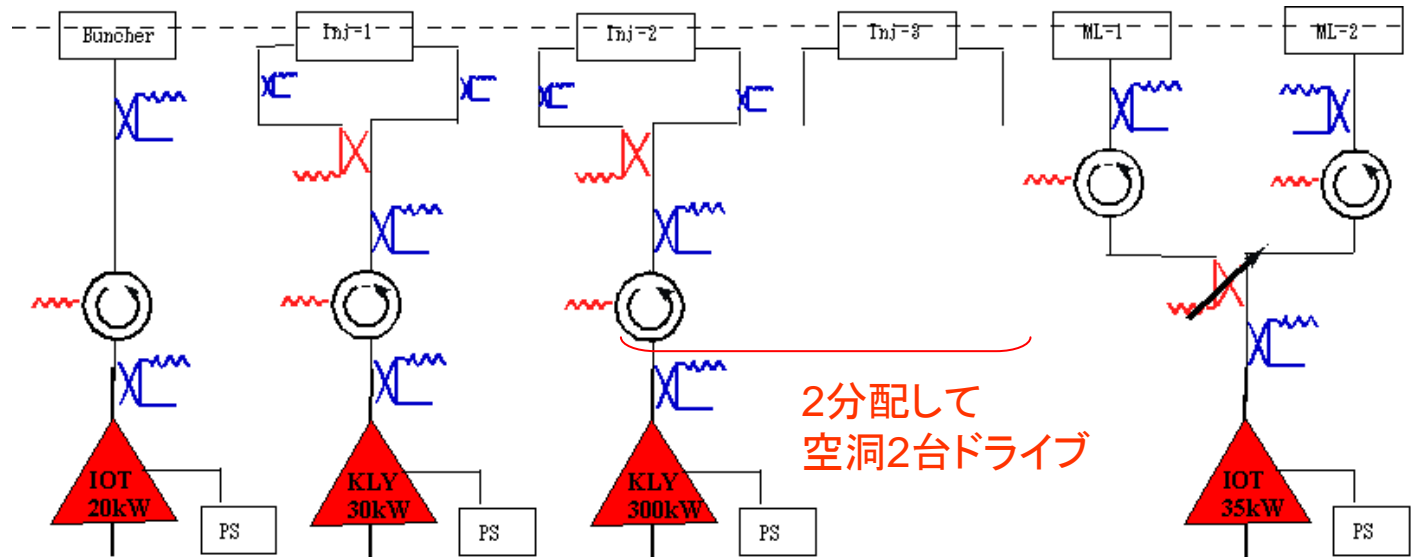 Buncher
Inj-1
Inj-2
Inj-3
ML-1
ML-2
2分配して
空洞2台ドライブ
IOT
20kW
PS
KLY
30kW
PS
KLY
300kW
PS
IOT
35kW
PS